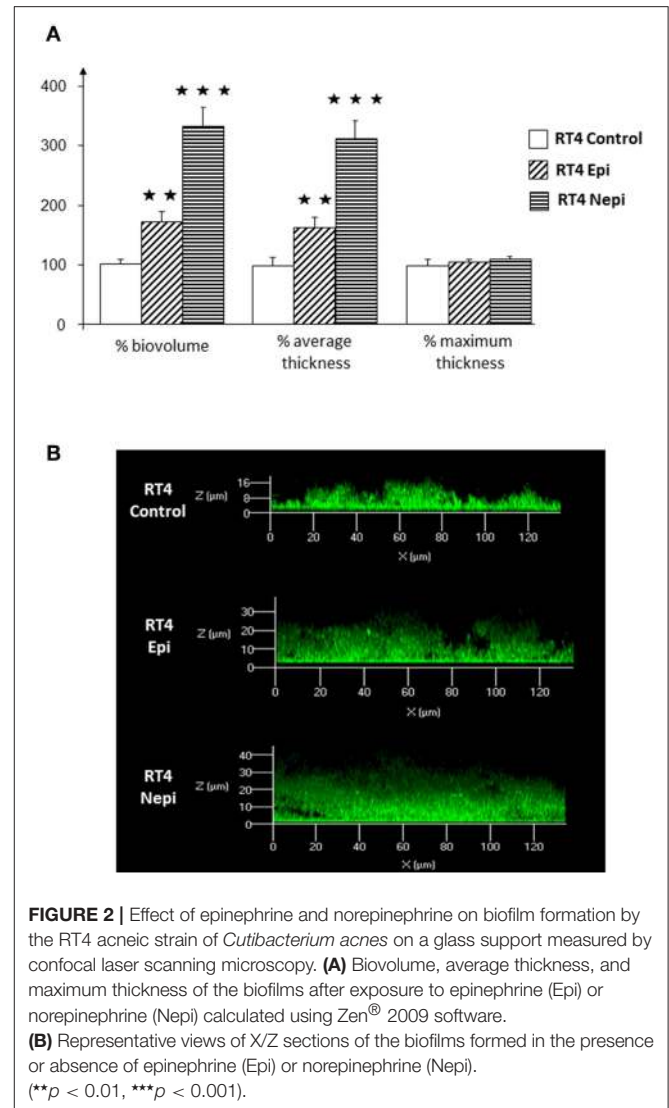 A
400
300
200
100
0
★ ★
★ ★ ★
★ ★
★ ★ ★
RT4 Control
RT4 Epi
RT4 Nepi
% biovolume
% average
thickness
% maximum
thickness
B
RT4
Control
Z (µm)
16
8
0
0 20 40 60 80 100 120
X (µm)
RT4
Epi
Z (µm)
30
20
10
0
0 20 40 60 80 100 120
X (µm)
RT4
Nepi
Z (µm)
40
30
20
10
0
0 20 40 60 80 100 120
X (µm)
FIGURE 2 | Effect of epinephrine and norepinephrine on biofilm formation by
the RT4 acneic strain of Cutibacterium acnes on a glass support measured by
confocal laser scanning microscopy. (A) Biovolume, average thickness, and
maximum thickness of the biofilms after exposure to epinephrine (Epi) or
norepinephrine (Nepi) calculated using Zen® 2009 software.
(B) Representative views of X/Z sections of the biofilms formed in the presence
or absence of epinephrine (Epi) or norepinephrine (Nepi).
(★★p < 0.01, ★★★p < 0.001).